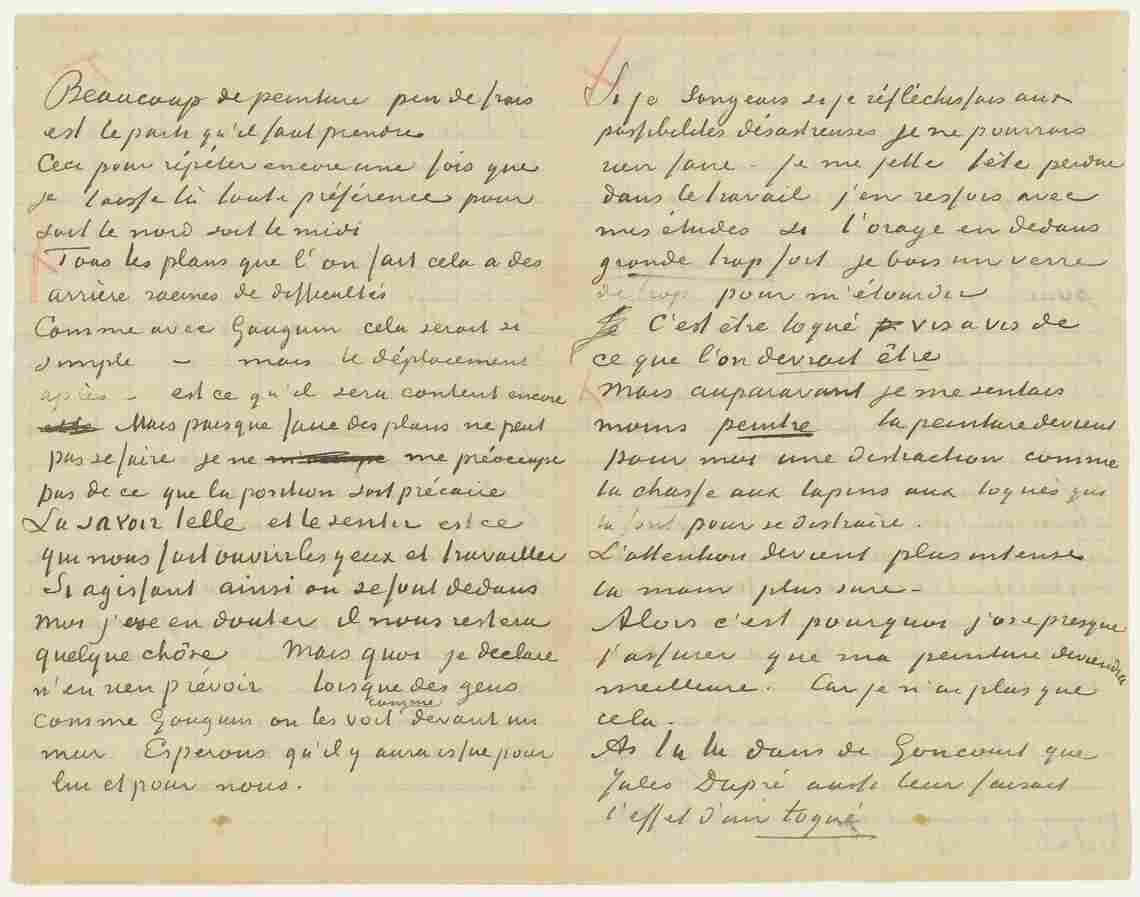 Beaucoup de peinture peu de frais
est le parti qu'il faut prendre
Ceci pour répéter encore une fois que
je laisse là toute préférence pour
soit le nord soit le midi
Tous les plans que l'on fait cela a des
arrière racines de difficultés
Comme avec Gauguin cela serait si
simple – mais le déplacement
après – est ce qu'il sera content encore
Mais puisque faire des plans ne peut
pas se faire je ne me préoccupe
pas de ce que la position soit précaire
La savoir telle et le sentir est ce
qui nous fait ouvrir les yeux et travailler
Si agissant ainsi on se fout dedans
moi j'ose en douter il nous restera
quelque chôse Mais quoi je declare
n'en rien prévoir lorsque des gens
comme Gauguin on les voit comme devant un
mur. Esperons qu'il y aura issue pour
lui et pour nous.
Si je songeais si je réfléchissais aux
possibilités désastreuses je ne pourrais
rien faire – je me jette tête perdue
dans le travail j'en ressors avec
mes études si l'orage en dedans
gronde trop fort je bois un verre
de trop pour m'étourdir
C'est être toqué vis a vis de
ce que l'on devrait être
Mais auparavant je me sentais
moins peintre la peinture devient
pour moi une distraction comme
la chasse aux lapins aux toqués qui
la font pour se distraire.
L'attention devient plus intense
la main plus sure –
Alors c'est pourquoi j'ose presque
t'assurer que ma peinture deviendra
meilleure. Car je n'ai plus que
cela.
As tu lu dans de Goncourt que
Jules Dupré aussi leur faisait
l'effet d'un toqué